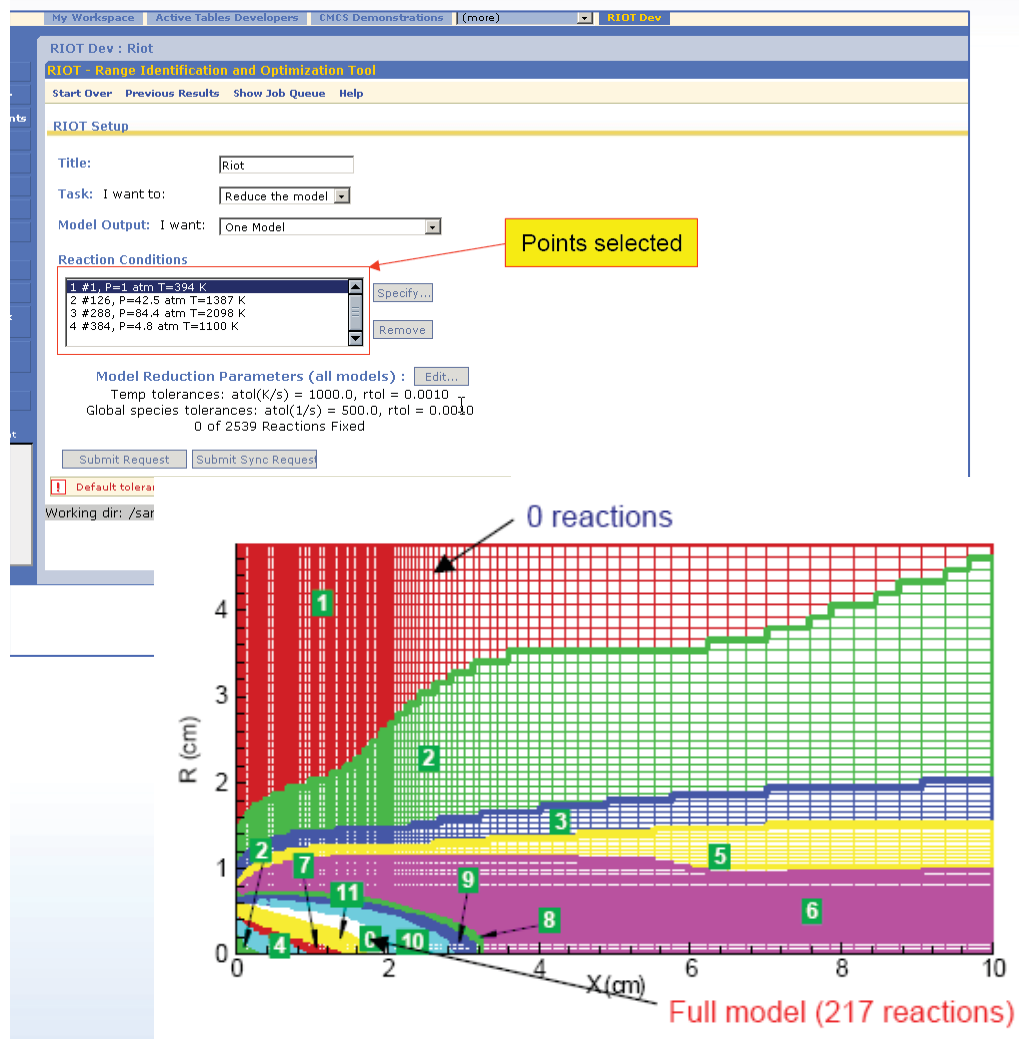 My Workspace Active Tables Developers CMCS Demonstrations (more) RIOT Dev
RIOT Dev : Riot
RIOT - Range Identification and Optimization Tool
Start Over Previous Results Show Job Queue Help
nts
RIOT Setup
Title: Riot
Task: I want to: Reduce the model
Model Output: I want: One Model
Points selected
Reaction Conditions
1 #1, P=1 atm T=394 K
2 #126, P=42.5 atm T=1387 K
3 #288, P=84.4 atm T=2098 K
4 #384, P=4.8 atm T=1100 K
Specify...
Remove
Model Reduction Parameters (all models) : Edit...
Temp tolerances: atol(K/s) = 1000.0, rtol = 0.0010
Global species tolerances: atol(1/s) = 500.0, rtol = 0.0010
0 of 2539 Reactions Fixed
Submit Request Submit Sync Request
! Default tolera
Working dir: /sar
0 reactions
R (cm)
4
3
2
1
0
1
2
3
2
5
7
9
11
8
6
4
0
10
0 2 4 6 8 10
X (cm)
Full model (217 reactions)